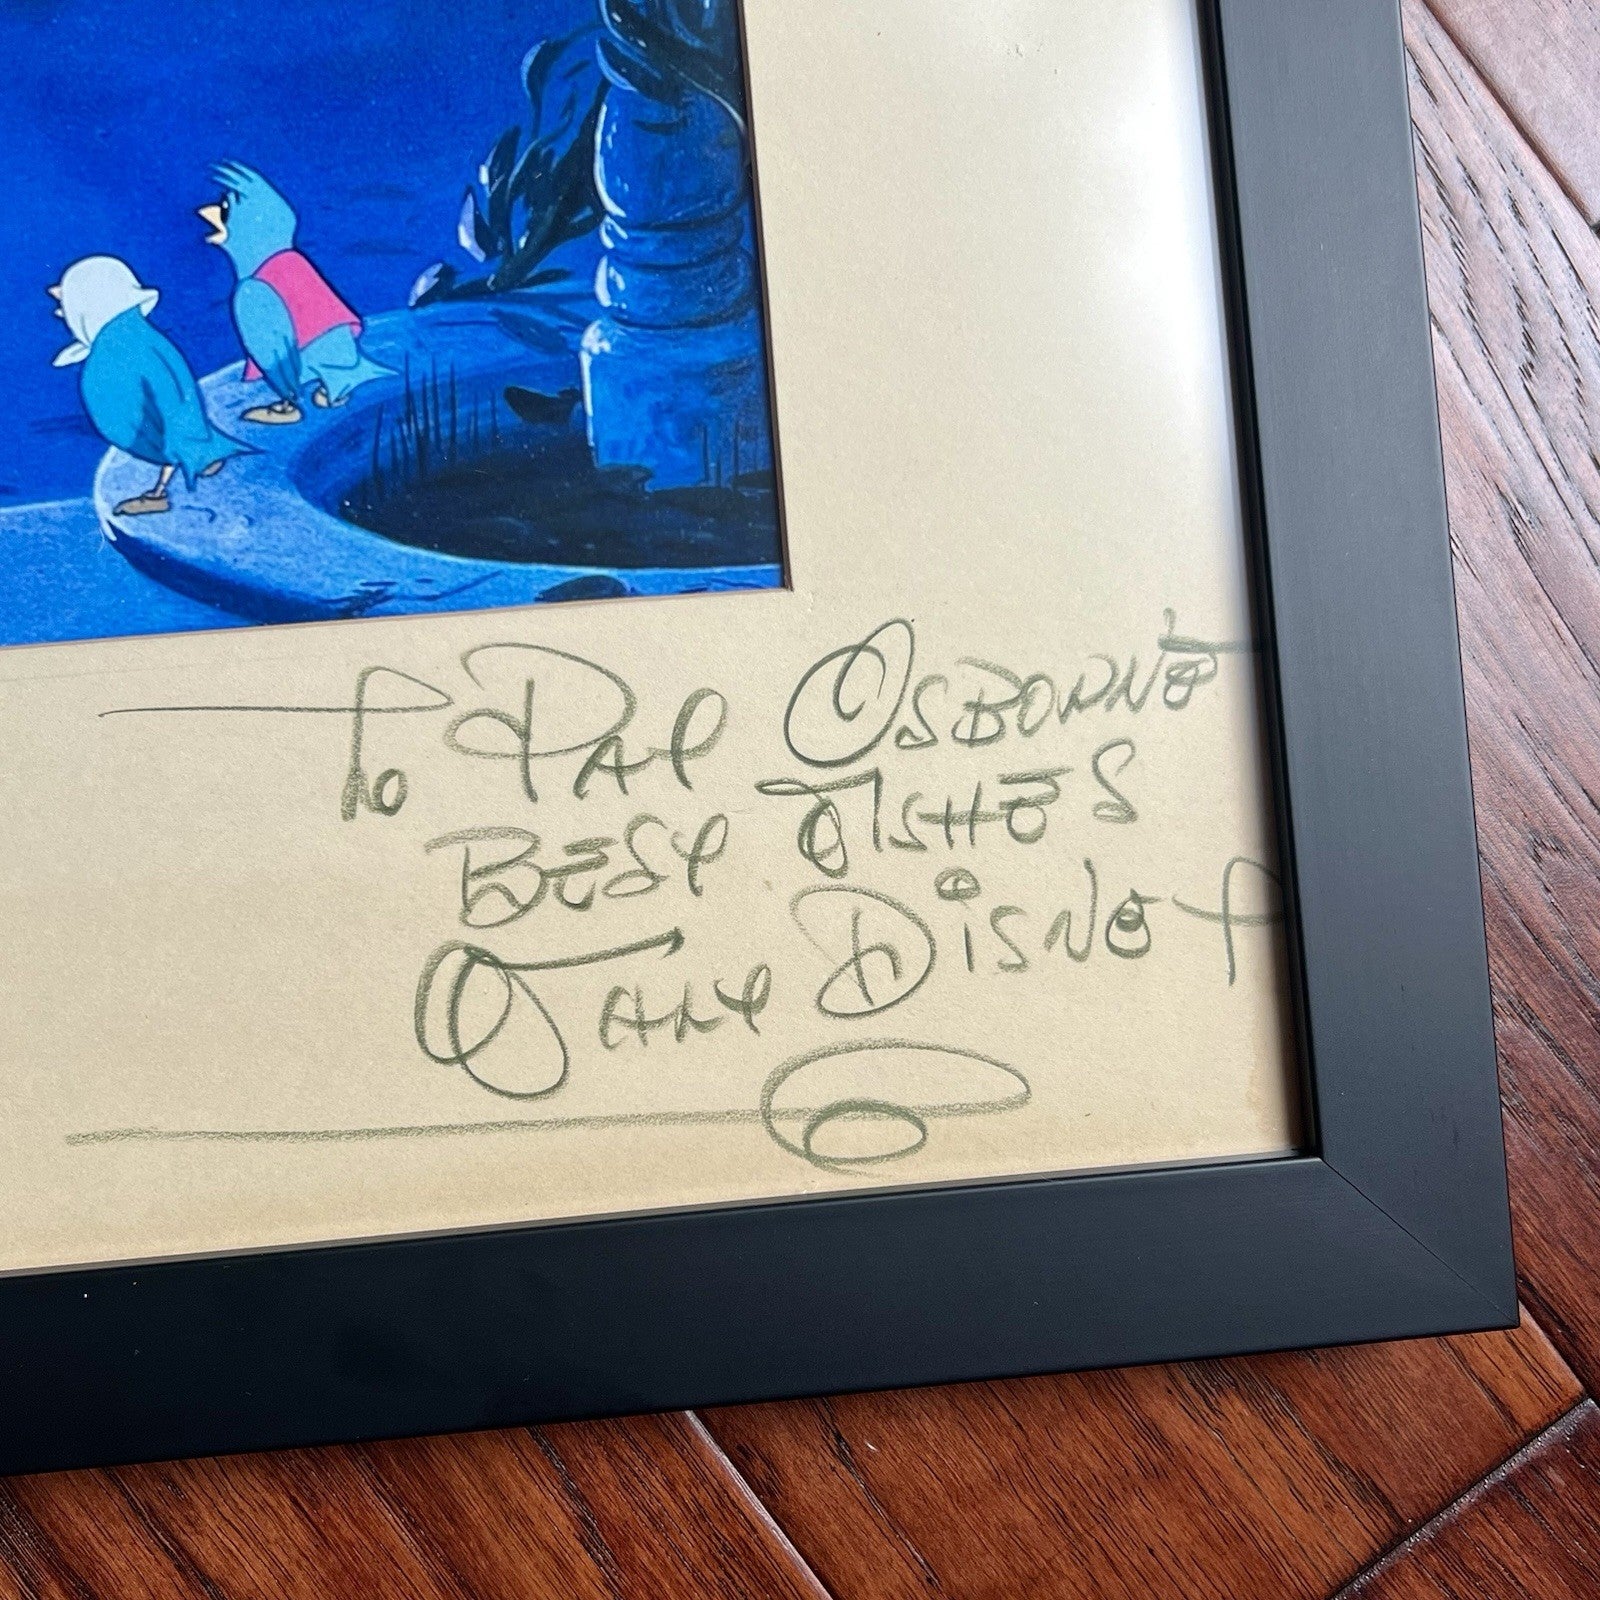 To Pat Osborne
Best Wishes
Walt Disney